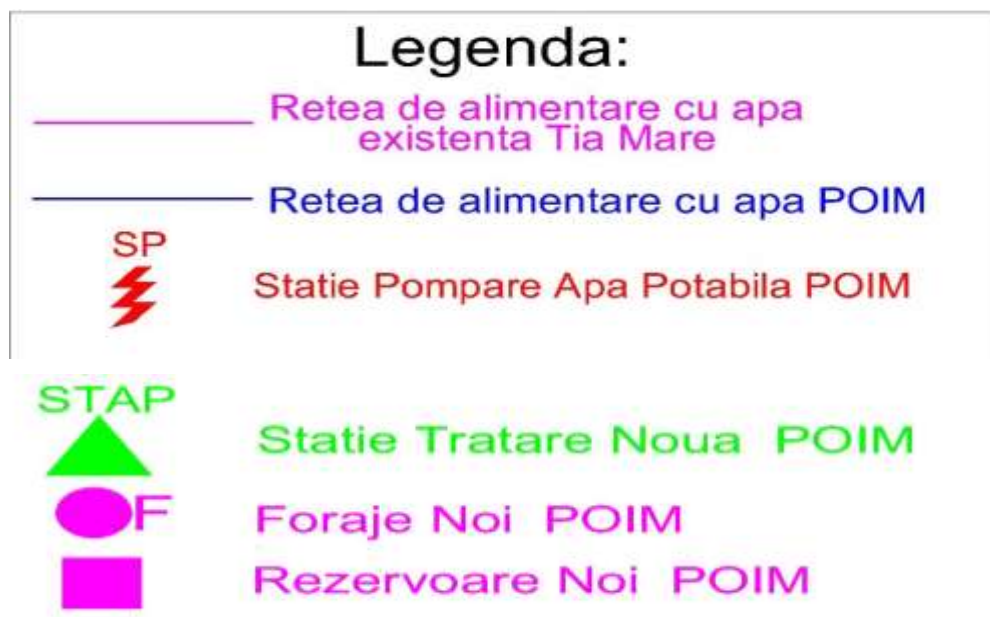 Legenda:
Retea de alimentare cu apa
existenta Tia Mare
Retea de alimentare cu apa POIM
SP
Statie Pompare Apa Potabila POIM
STAP
Statie Tratare Noua POIM
F
Foraje Noi POIM
Rezervoare Noi POIM